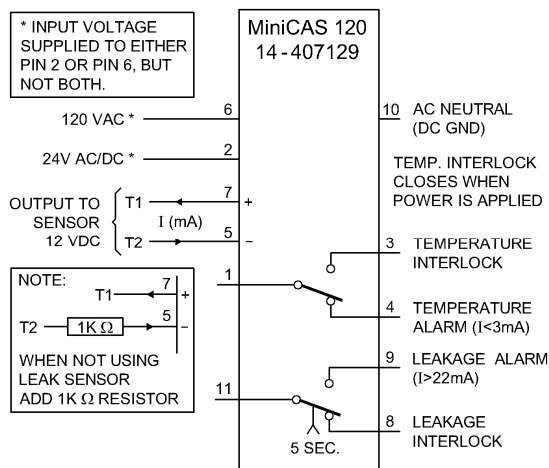 * INPUT VOLTAGE
SUPPLIED TO EITHER
PIN 2 OR PIN 6, BUT
NOT BOTH.
MiniCAS 120
14-407129
120 VAC *
6
10
AC NEUTRAL
(DC GND)
24V AC/DC *
2
TEMP. INTERLOCK
CLOSES WHEN
POWER IS APPLIED
OUTPUT TO
SENSOR
12 VDC
T1
7
+
I (mA)
T2
5
-
3
TEMPERATURE
INTERLOCK
1
4
TEMPERATURE
ALARM (I<3mA)
NOTE:
T1
7
+
T2
1K Ω
5
-
WHEN NOT USING
LEAK SENSOR
ADD 1K Ω RESISTOR
9
LEAKAGE ALARM
(I>22mA)
11
5 SEC.
8
LEAKAGE
INTERLOCK